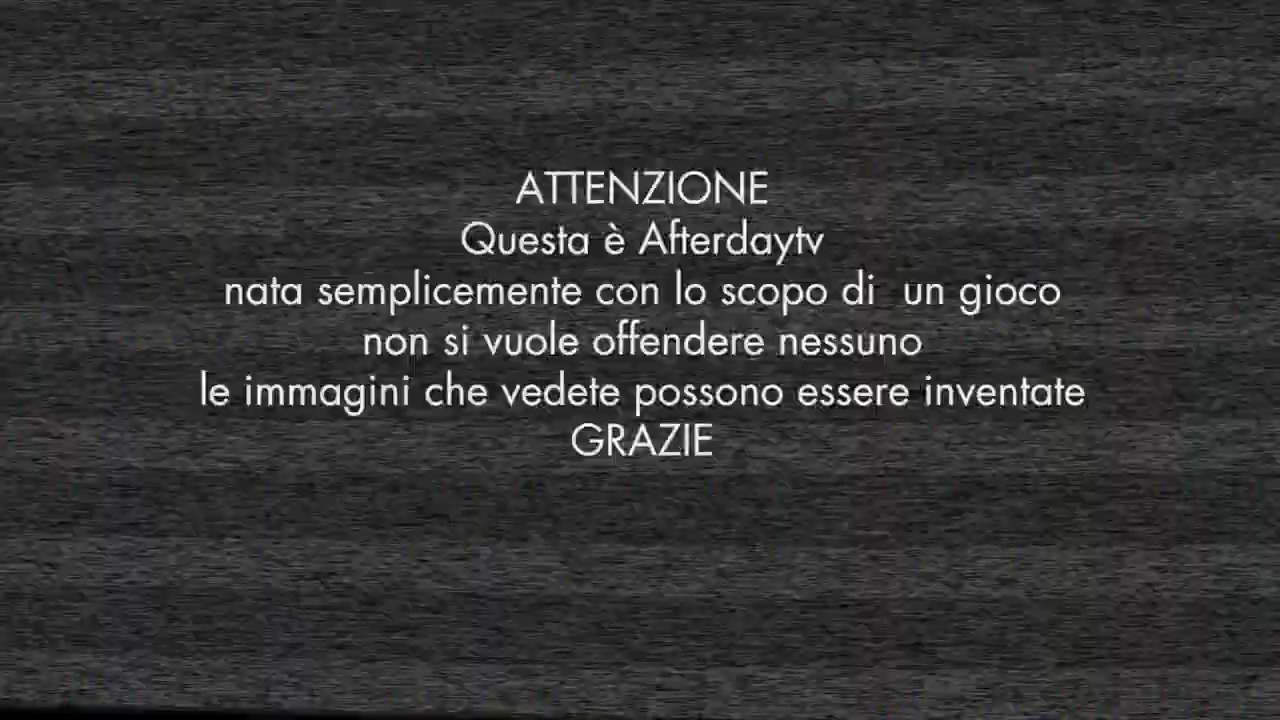 ATTENZIONE
Questa è Afterdaytv
nata semplicemente con lo scopo di  un gioco
non si vuole offendere nessuno
le immagini che vedete possono essere inventate
GRAZIE